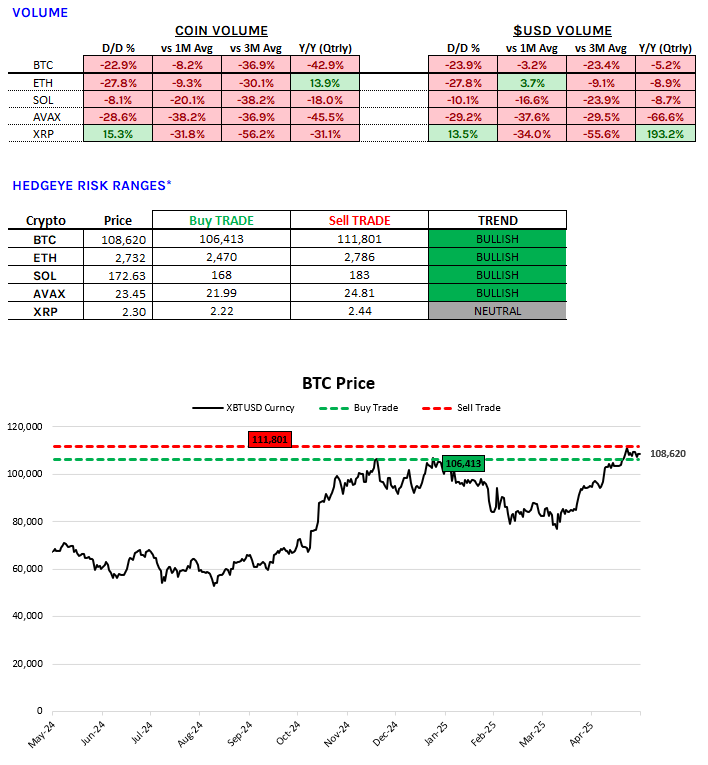 VOLUME
COIN VOLUME $USD VOLUME
D/D % vs 1M Avg vs 3M Avg Y/Y (Qtrly) D/D % vs 1M Avg vs 3M Avg Y/Y (Qtrly)
BTC -22.9% -8.2% -36.9% -42.9% -23.9% -3.2% -23.4% -5.2%
ETH -27.8% -9.3% -30.1% 13.9% -27.8% 3.7% -9.1% -8.9%
SOL -8.1% -20.1% -38.2% -18.0% -10.1% -16.6% -23.9% -8.7%
AVAX -28.6% -38.2% -36.9% -45.5% -29.2% -37.6% -29.5% -66.6%
XRP 15.3% -31.8% -56.2% -31.1% 13.5% -34.0% -55.6% 193.2%
HEDGEYE RISK RANGES*
Crypto Price Buy TRADE Sell TRADE TREND
BTC 108,620 106,413 111,801 BULLISH
ETH 2,732 2,470 2,786 BULLISH
SOL 172.63 168 183 BULLISH
AVAX 23.45 21.99 24.81 BULLISH
XRP 2.30 2.22 2.44 NEUTRAL
BTC Price
XBTUSD Curncy Buy Trade Sell Trade
120,000
111,801
108,620
106,413
100,000
80,000
60,000
40,000
20,000
0
May-24 Jun-24 Jul-24 Aug-24 Sep-24 Oct-24 Nov-24 Dec-24 Jan-25 Feb-25 Mar-25 Apr-25